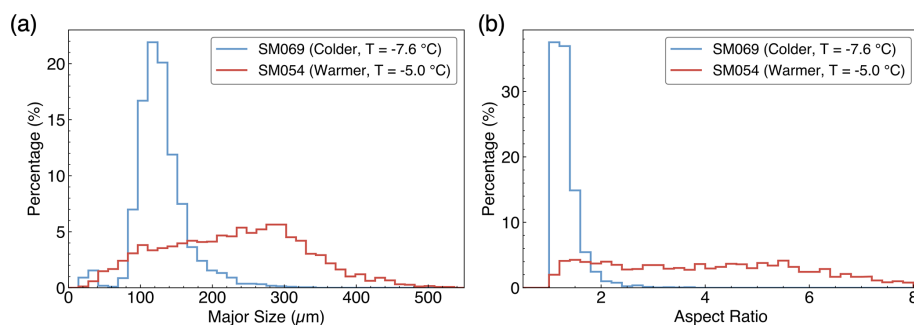 (a)
SM069 (Colder, T = -7.6 °C)
SM054 (Warmer, T = -5.0 °C)
Percentage (%)
20
15
10
5
0
0 100 200 300 400 500
Major Size (μm)
(b)
SM069 (Colder, T = -7.6 °C)
SM054 (Warmer, T = -5.0 °C)
Percentage (%)
30
20
10
0
2 4 6 8
Aspect Ratio